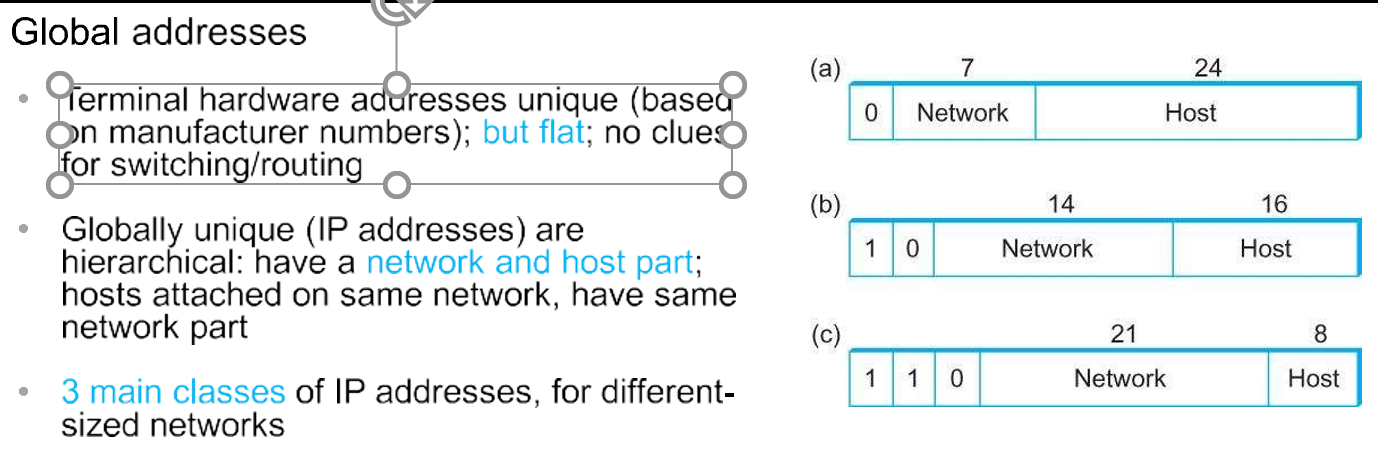 Global addresses
• Terminal hardware addresses unique (based
on manufacturer numbers); but flat; no clues
for switching/routing
• Globally unique (IP addresses) are
hierarchical: have a network and host part;
hosts attached on same network, have same
network part
• 3 main classes of IP addresses, for different-
sized networks
(a) 7 24
0 Network Host
(b) 14 16
1 0 Network Host
(c) 21 8
1 1 0 Network Host